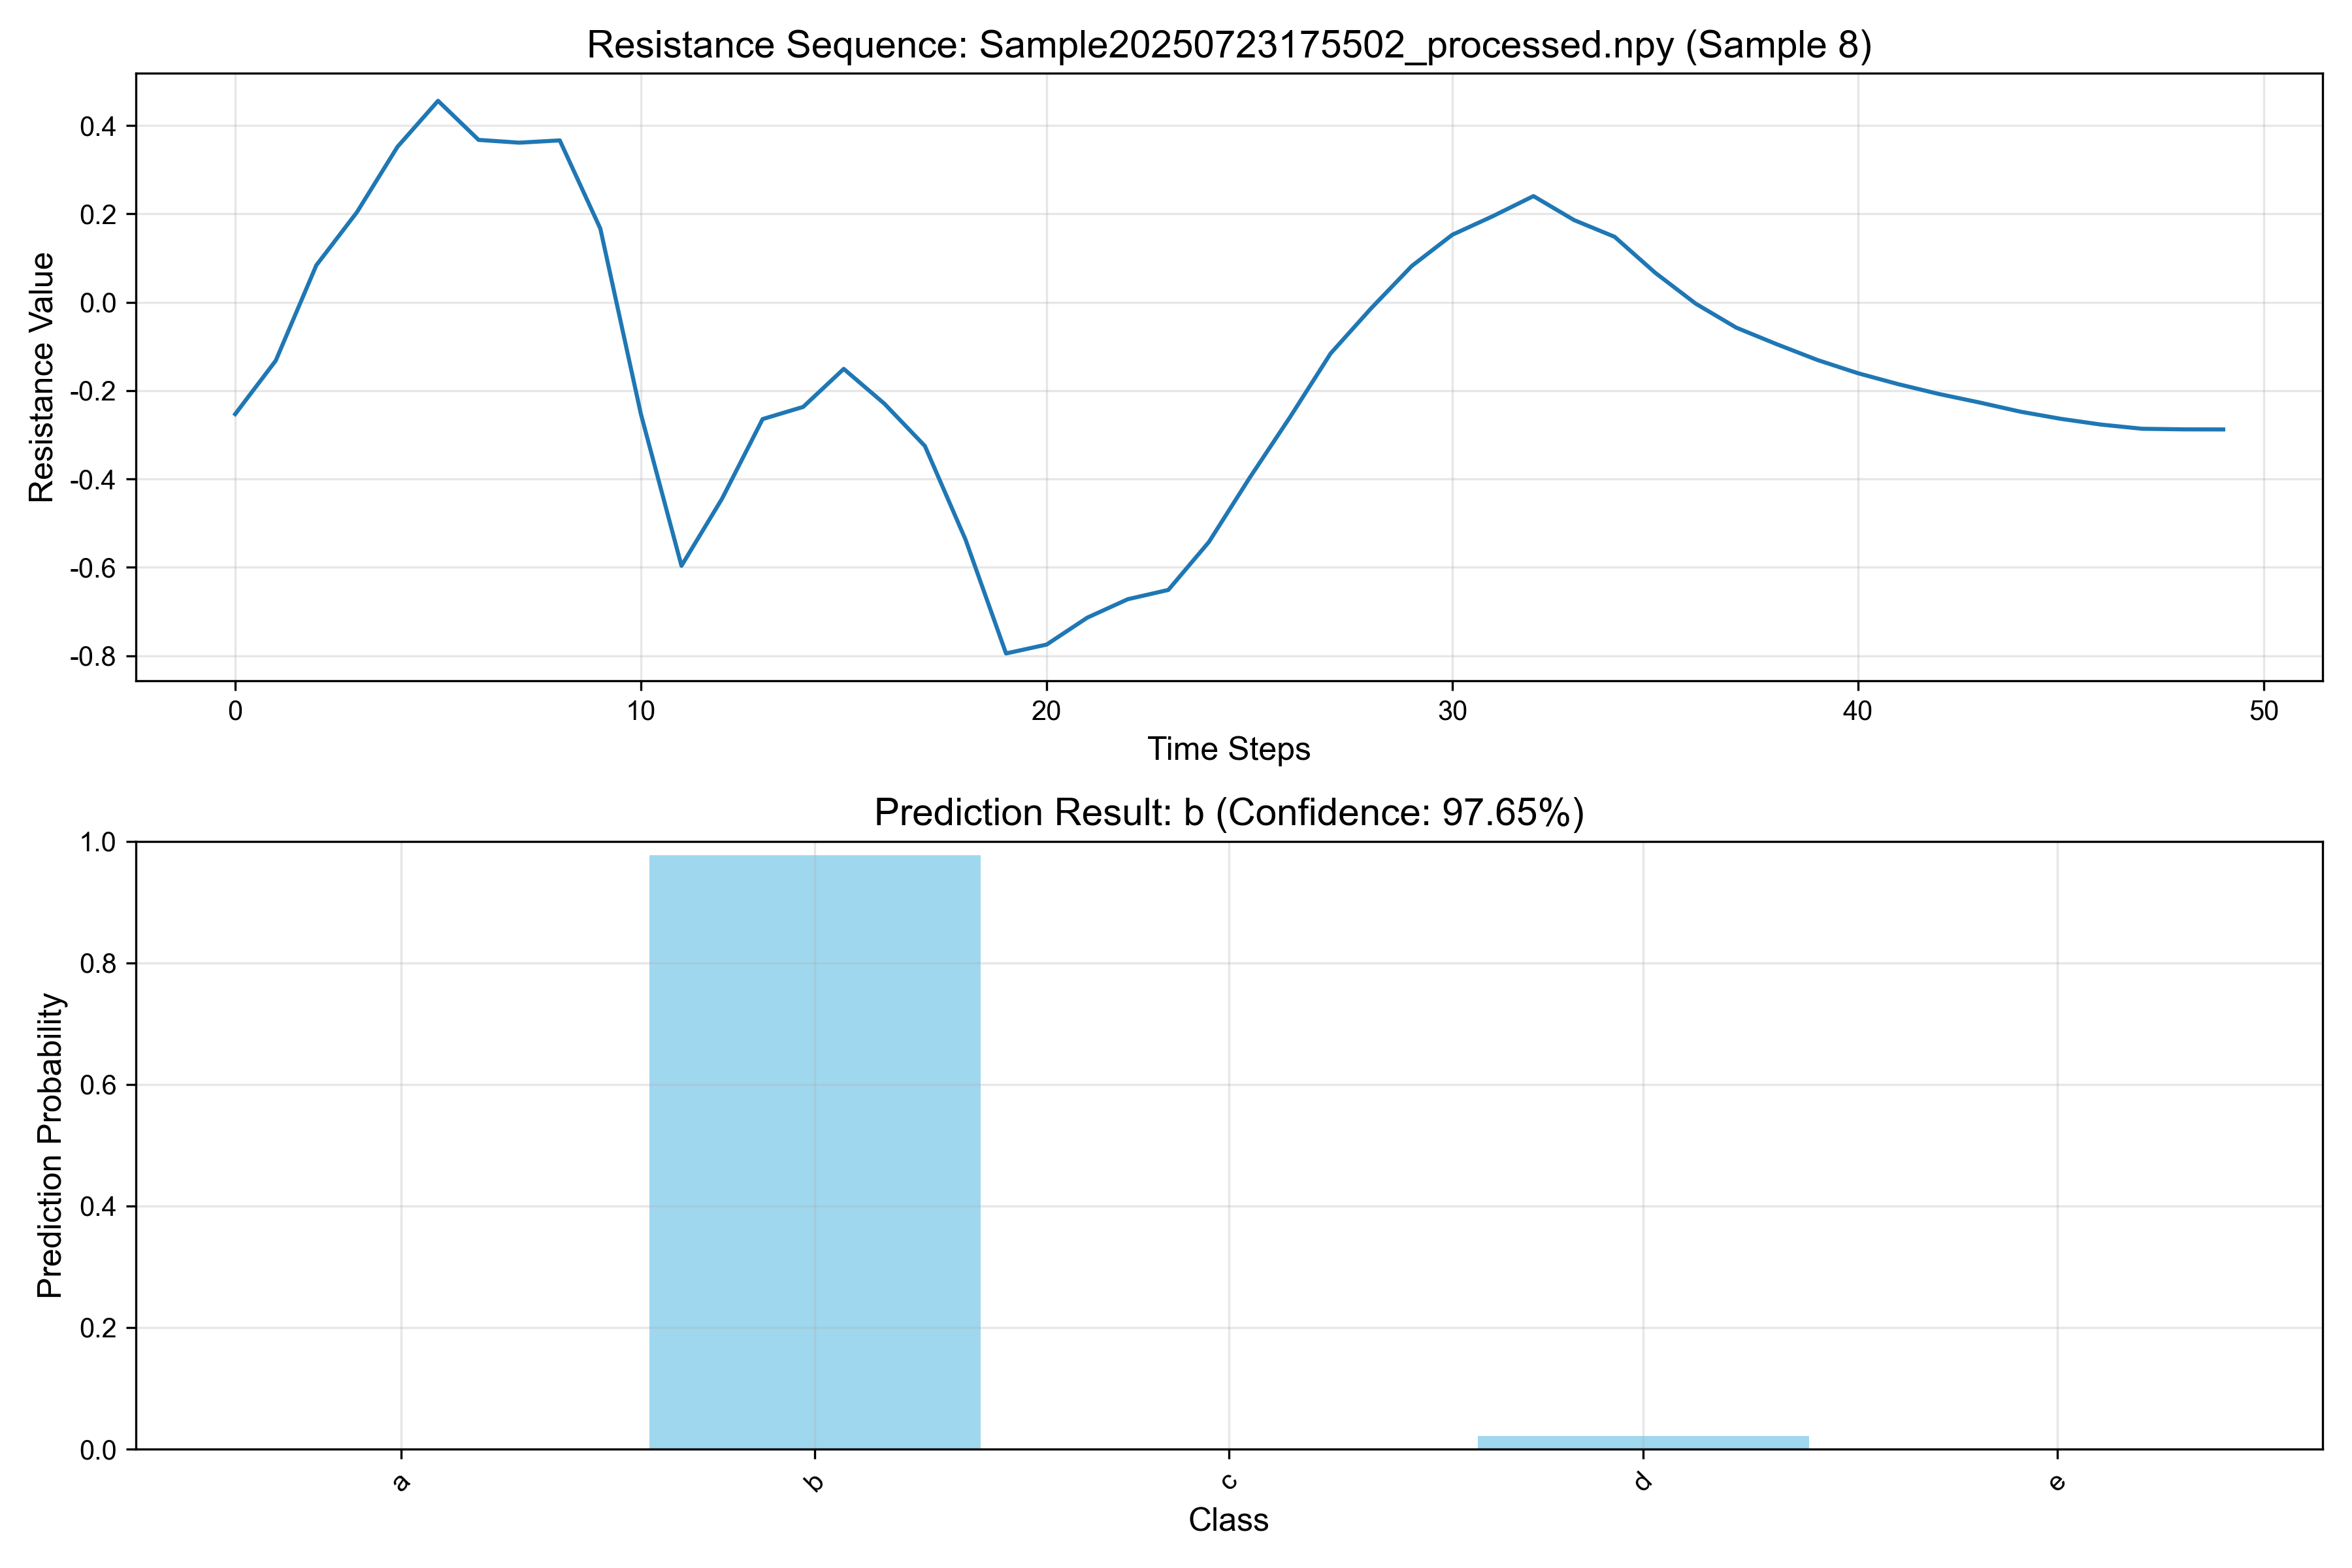 Resistance Sequence: Sample20250723175502_processed.npy (Sample 8)
Resistance Value
0.4
0.2
0.0
-0.2
-0.4
-0.6
-0.8
0 10 20 30 40 50
Time Steps
Prediction Result: b (Confidence: 97.65%)
Prediction Probability
1.0
0.8
0.6
0.4
0.2
0.0
a b c d e
Class